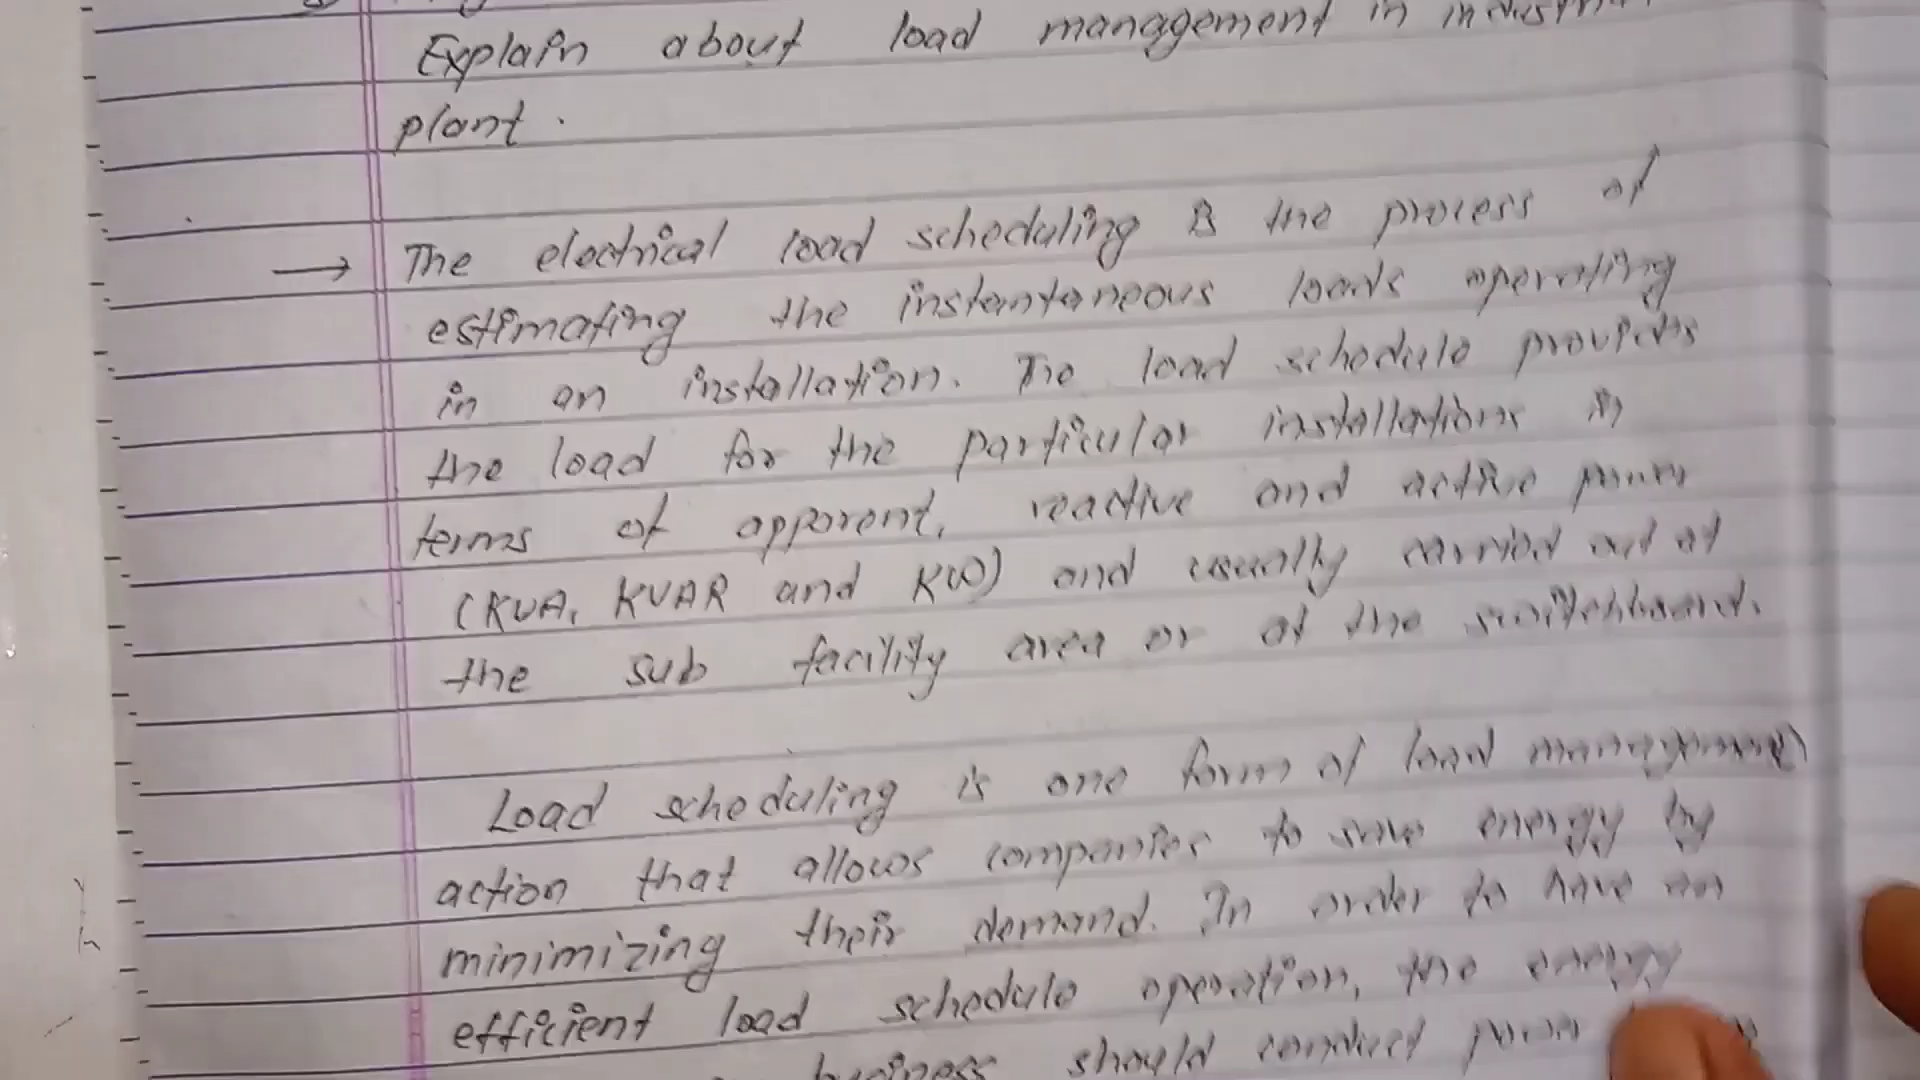 Explain about load management in industrial
plant.
→ The electrical load scheduling is the process of
estimating the instantaneous loads operating
in an installation. The load schedule provides
the load for the particular installations in
terms of apparent, reactive and active power
(KVA, KVAR and KW) and usually carried out at
the sub facility area or at the switchboard.
Load scheduling is one form of load management
action that allows companies to save energy by
minimizing their demand. In order to have an
efficient load schedule operation, the energy
business should conduct power